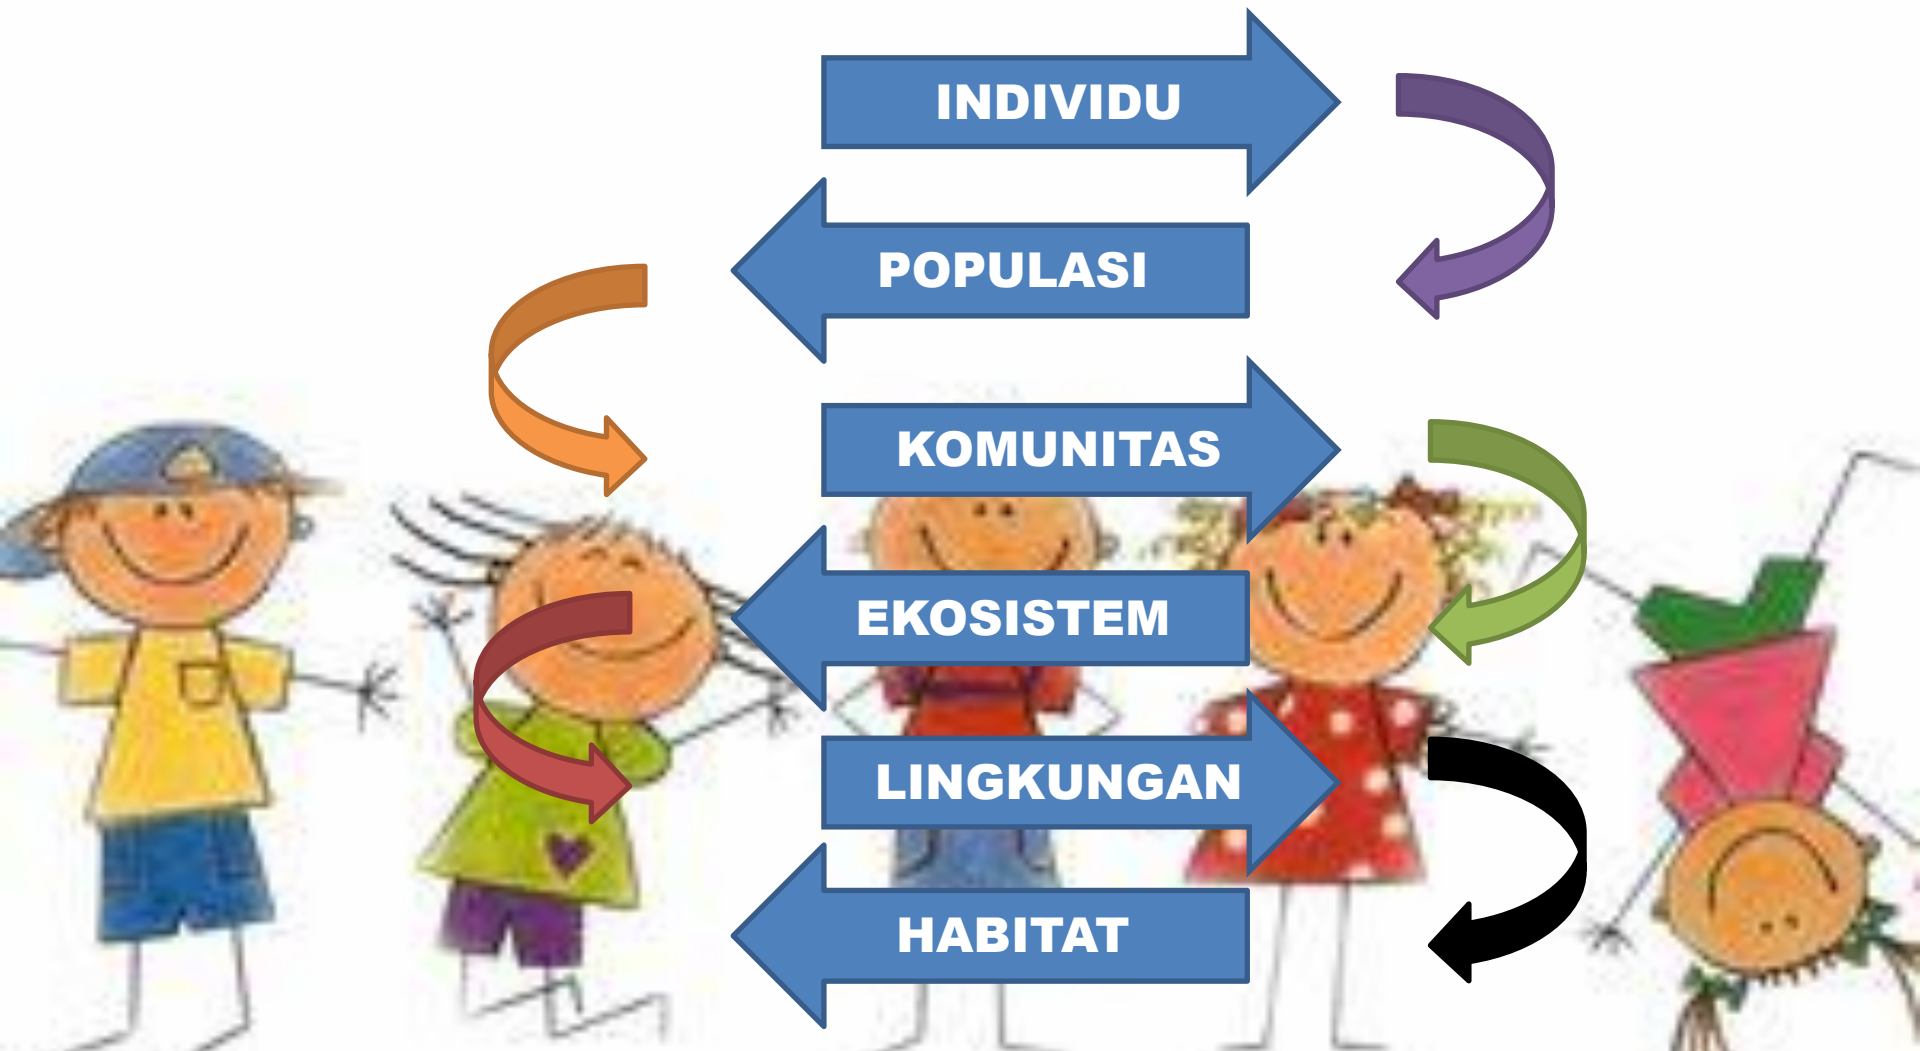 INDIVIDU
POPULASI
KOMUNITAS
EKOSISTEM
LINGKUNGAN
HABITAT